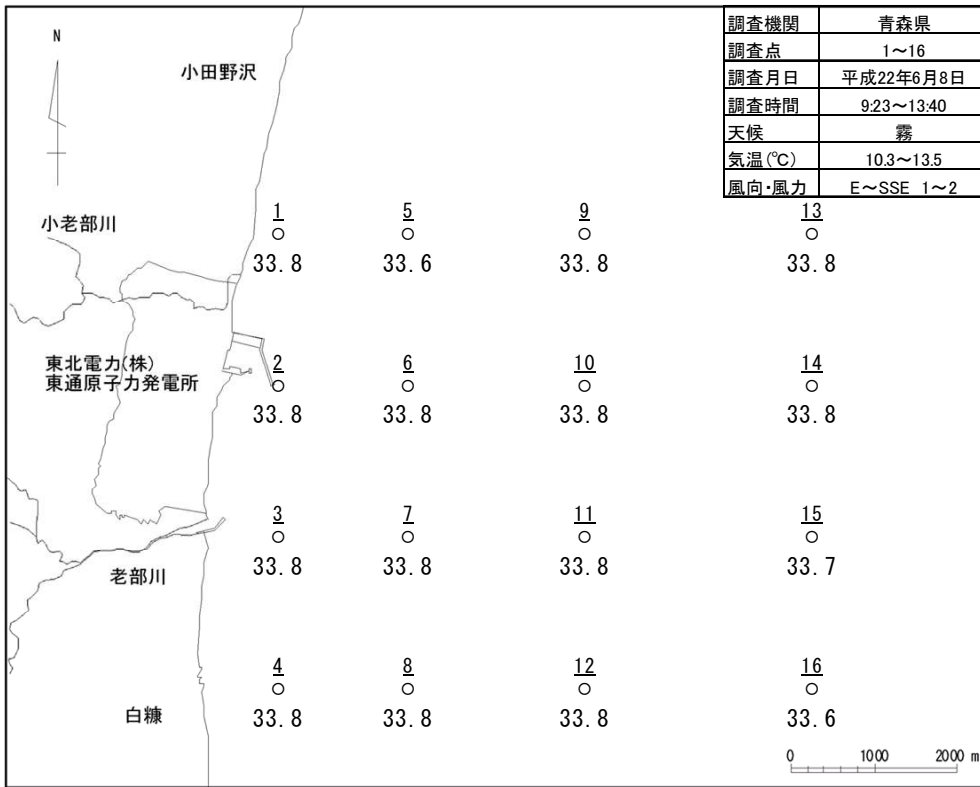 調査機関 青森県
調査点 1～16
調査月日 平成22年6月8日
調査時間 9:23～13:40
天候 霧
気温(℃) 10.3～13.5
風向・風力 E～SSE 1～2
N
小田野沢
小老部川
1 5 9 13
33.8 33.6 33.8 33.8
東北電力(株)
東通原子力発電所
2 6 10 14
33.8 33.8 33.8 33.8
3 7 11 15
33.8 33.8 33.8 33.7
老部川
4 8 12 16
33.8 33.8 33.8 33.6
白糠
0 1000 2000 m